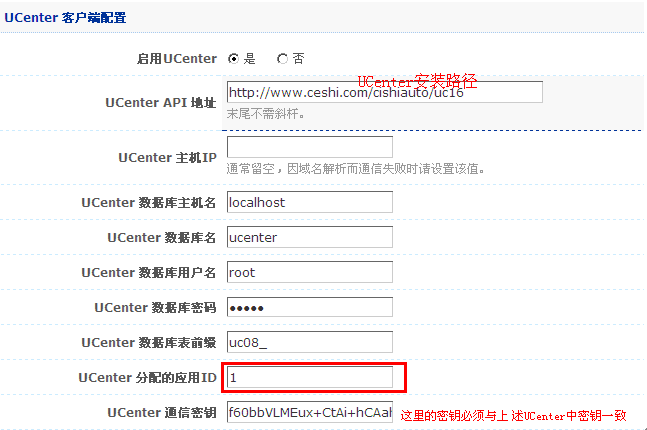 UCenter 客户端配置
启用UCenter 是 否
UCenter安装路径
UCenter API 地址 http://www.ceshi.com/cishiauto/uc16
末尾不需斜杆。
UCenter 主机IP
通常留空，因域名解析而通信失败时请设置该值。
UCenter 数据库主机名 localhost
UCenter 数据库名 ucenter
UCenter 数据库用户名 root
UCenter 数据库密码 •••••
UCenter 数据库表前缀 uc08_
UCenter 分配的应用ID 1
UCenter 通信密钥 f60bbVLMEux+CtAi+hCAal 这里的密钥必须与上述UCenter中密钥一致